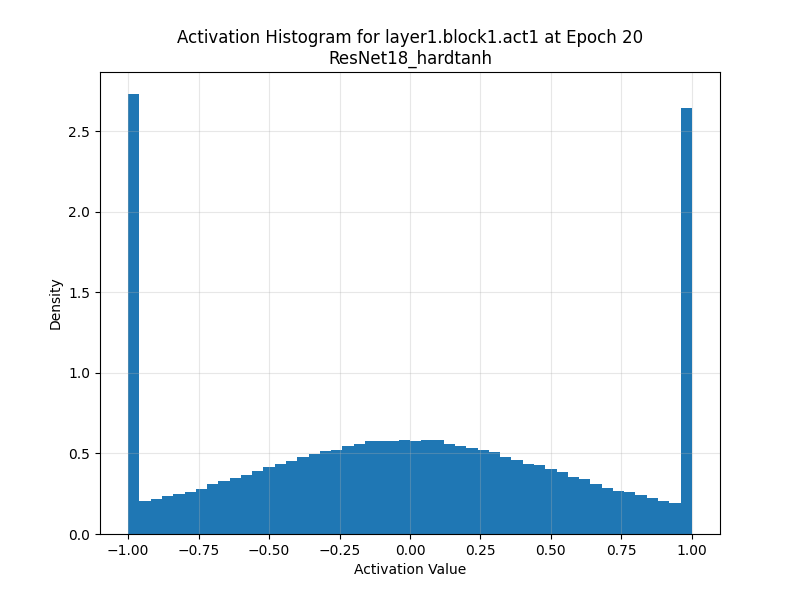 Activation Histogram for layer1.block1.act1 at Epoch 20
ResNet18_hardtanh
Density
2.5
2.0
1.5
1.0
0.5
0.0
−1.00 −0.75 −0.50 −0.25 0.00 0.25 0.50 0.75 1.00
Activation Value